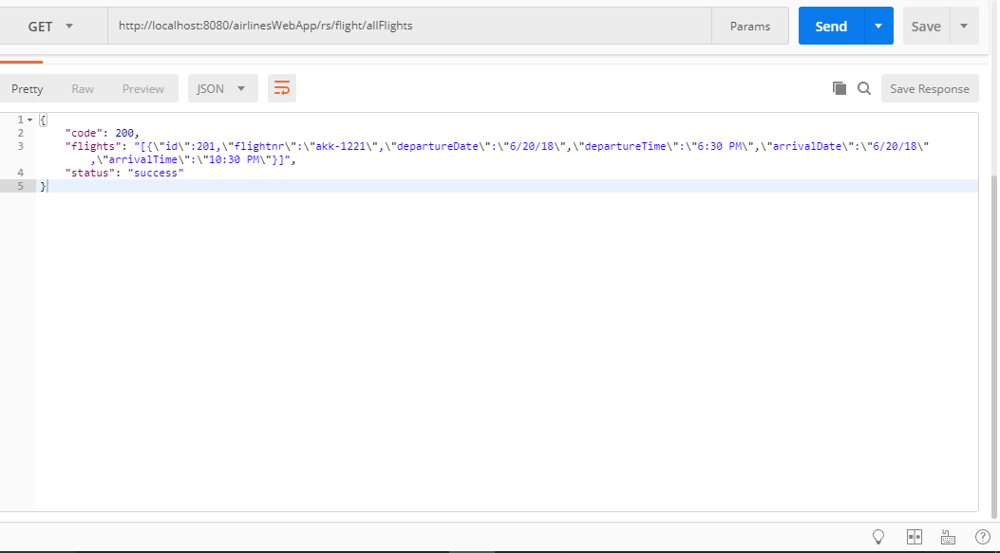 GET http://localhost:8080/airlinesWebApp/rs/flight/allFlights Params Send Save
Pretty Raw Preview JSON Save Response
1 {
2 "code": 200,
3 "flights": "[{\"id\":201,\"flightnr\":\"akk-1221\",\"departureDate\":\"6/20/18\",\"departureTime\":\"6:30 PM\",\"arrivalDate\":\"6/20/18\"
,\"arrivalTime\":\"10:30 PM\"}]",
4 "status": "success"
5 }